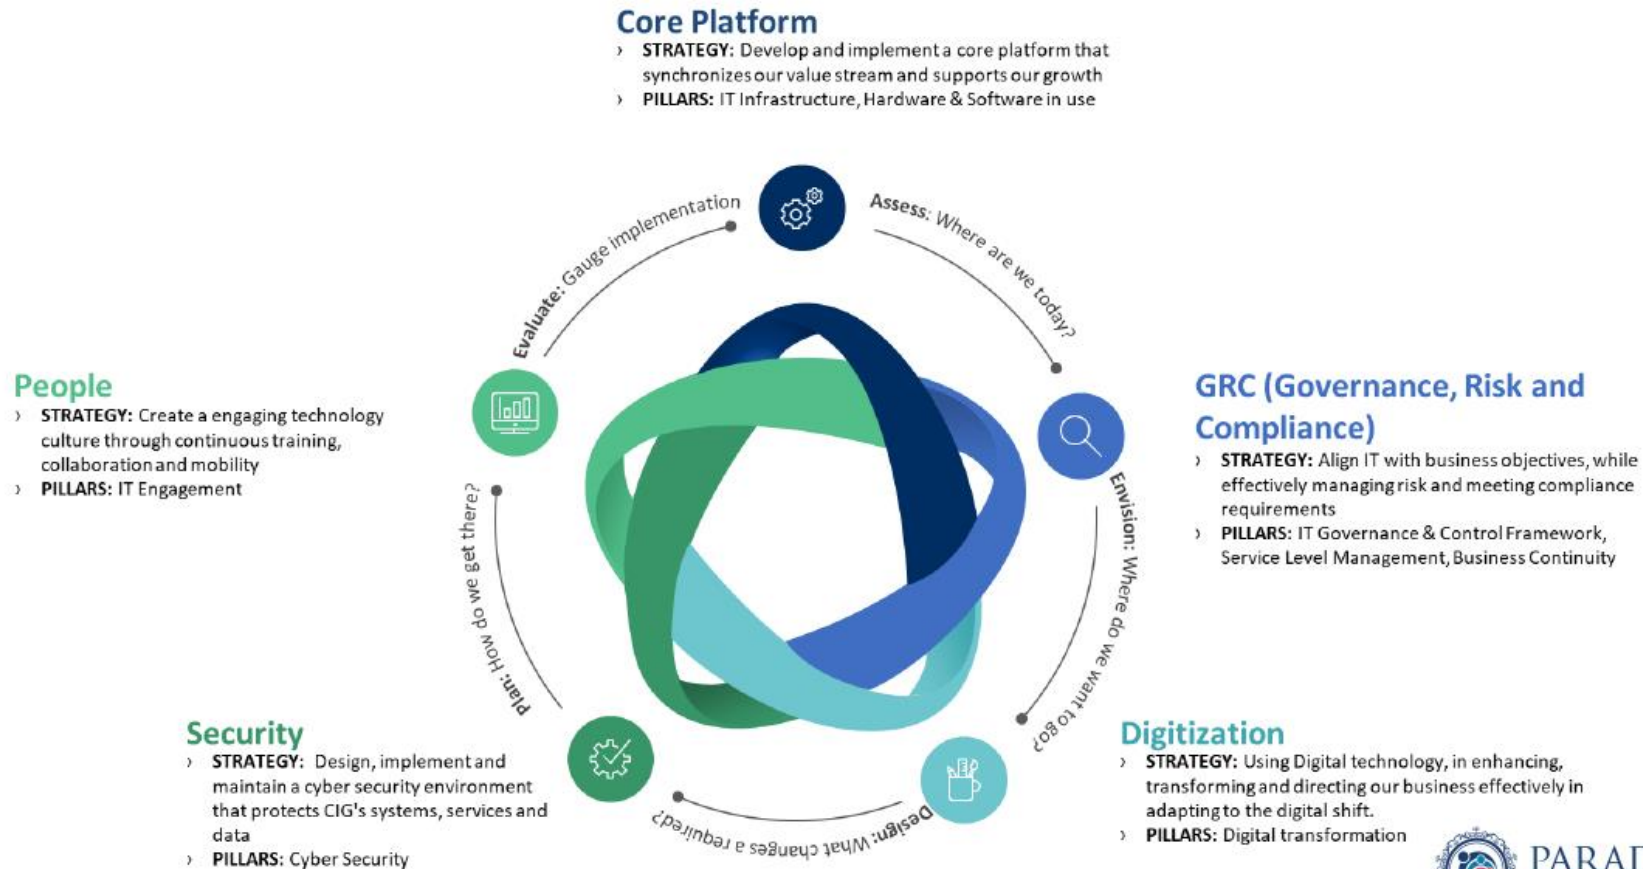 Core Platform
› STRATEGY: Develop and implement a core platform that
synchronizes our value stream and supports our growth
› PILLARS: IT Infrastructure, Hardware & Software in use
Evaluate: Gauge implementation
Assess: Where are we today?
People
› STRATEGY: Create a engaging technology
culture through continuous training,
collaboration and mobility
› PILLARS: IT Engagement
GRC (Governance, Risk and
Compliance)
› STRATEGY: Align IT with business objectives, while
effectively managing risk and meeting compliance
requirements
› PILLARS: IT Governance & Control Framework,
Service Level Management, Business Continuity
Plan: How do we get there?
Envision: Where do we want to go?
Security
› STRATEGY: Design, implement and
maintain a cyber security environment
that protects CIG's systems, services and
data
› PILLARS: Cyber Security
Design: What changes a required?
Digitization
› STRATEGY: Using Digital technology, in enhancing,
transforming and directing our business effectively in
adapting to the digital shift.
› PILLARS: Digital transformation